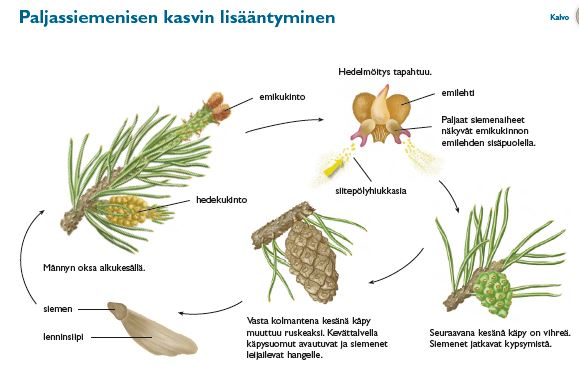 Paljassiemenisen kasvin lisääntyminen
Kalvo
Hedelmöitys tapahtuu.
emikukinto
emilehti
Paljaat siemenaiheet
näkyvät emikukinnon
emilehden sisäpuolella.
siitepölyhiukkasia
hedekukinto
Männyn oksa alkukesällä.
siemen
lenninsiipi
Vasta kolmantena kesänä käpy
muuttuu ruskeaksi. Kevättalvella
käpysuomut avautuvat ja siemenet
leijailevat hangelle.
Seuraavana kesänä käpy on vihreä.
Siemenet jatkavat kypsymistä.